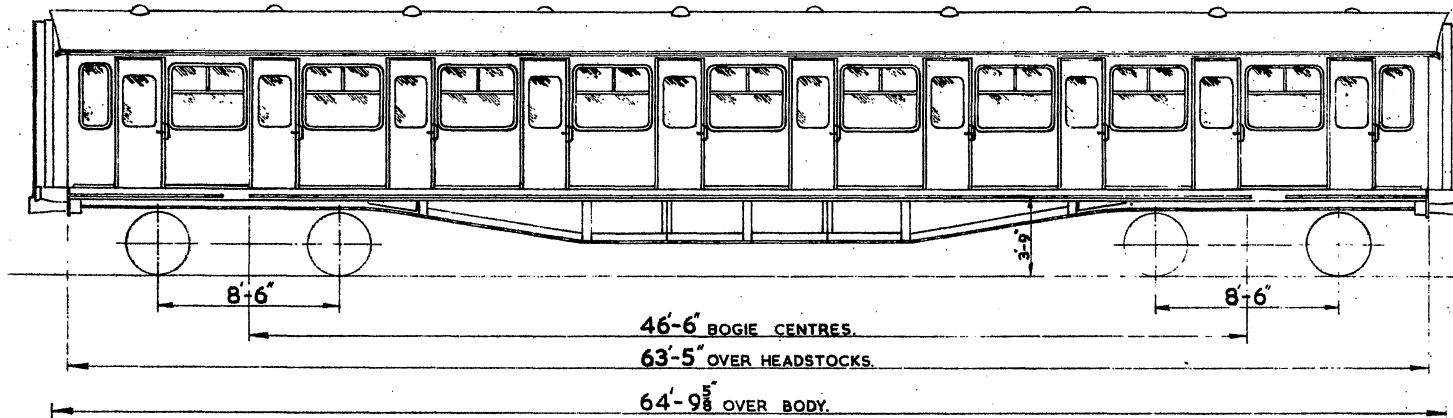 3'-9"
8'-6"
8'-6"
46'-6" BOGIE CENTRES.
63'-5" OVER HEADSTOCKS.
64'-9⅝" OVER BODY.